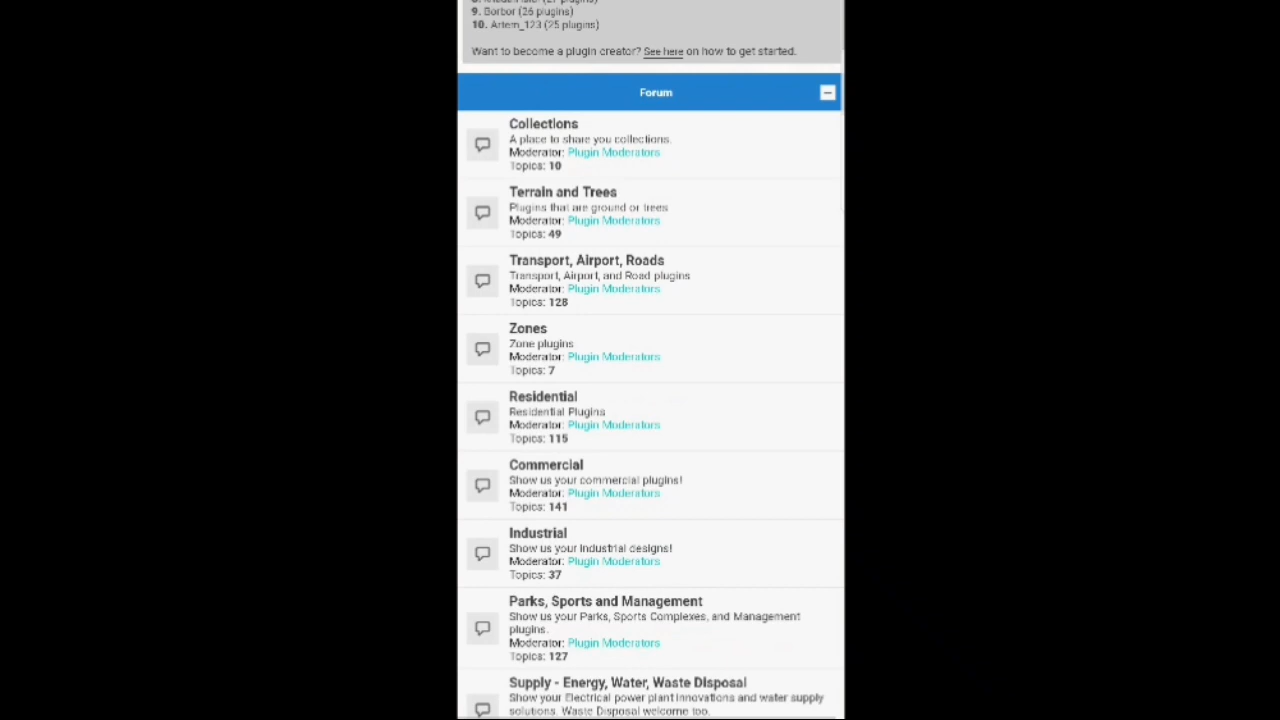 9. Borbor (26 plugins)
10. Artem_123 (25 plugins)
Want to become a plugin creator? See here on how to get started.
Forum
Collections
A place to share you collections.
Moderator: Plugin Moderators
Topics: 10
Terrain and Trees
Plugins that are ground or trees
Moderator: Plugin Moderators
Topics: 49
Transport, Airport, Roads
Transport, Airport, and Road plugins
Moderator: Plugin Moderators
Topics: 128
Zones
Zone plugins
Moderator: Plugin Moderators
Topics: 7
Residential
Residential Plugins
Moderator: Plugin Moderators
Topics: 115
Commercial
Show us your commercial plugins!
Moderator: Plugin Moderators
Topics: 141
Industrial
Show us your Industrial designs!
Moderator: Plugin Moderators
Topics: 37
Parks, Sports and Management
Show us your Parks, Sports Complexes, and Management
plugins.
Moderator: Plugin Moderators
Topics: 127
Supply - Energy, Water, Waste Disposal
Show your Electrical power plant innovations and water supply
solutions. Waste Disposal welcome too.